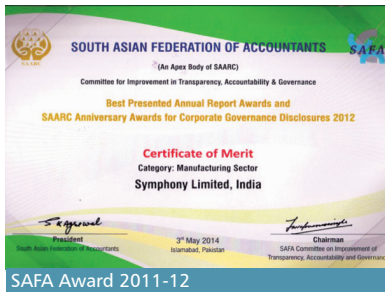 SOUTH ASIAN FEDERATION OF ACCOUNTANTS
SAARC
SAFA
(An Apex Body of SAARC)
Committee for Improvement in Transparency, Accountability & Governance
Best Presented Annual Report Awards and
SAARC Anniversary Awards for Corporate Governance Disclosures 2012
Certificate of Merit
Category: Manufacturing Sector
Symphony Limited, India
President
South Asian Federation of Accountants
3rd May 2014
Islamabad, Pakistan
Chairman
SAFA Committee on Improvement of
Transparency, Accountability and Governance
SAFA Award 2011-12